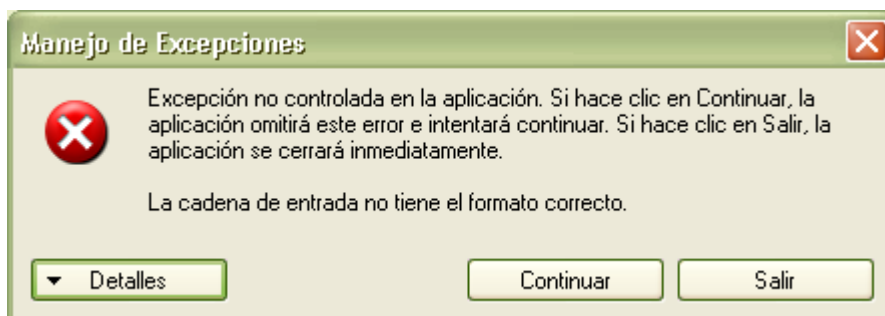 Manejo de Excepciones
Excepción no controlada en la aplicación. Si hace clic en Continuar, la
aplicación omitirá este error e intentará continuar. Si hace clic en Salir, la
aplicación se cerrará inmediatamente.
La cadena de entrada no tiene el formato correcto.
Detalles
Continuar
Salir